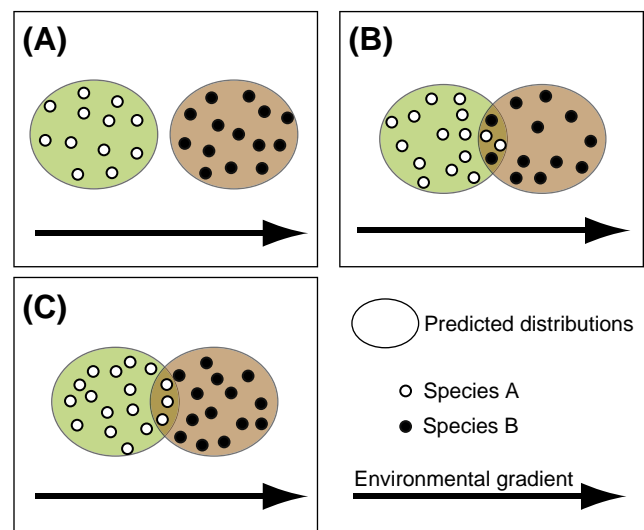 (A)
(B)
(C)
Predicted distributions
Species A
Species B
Environmental gradient